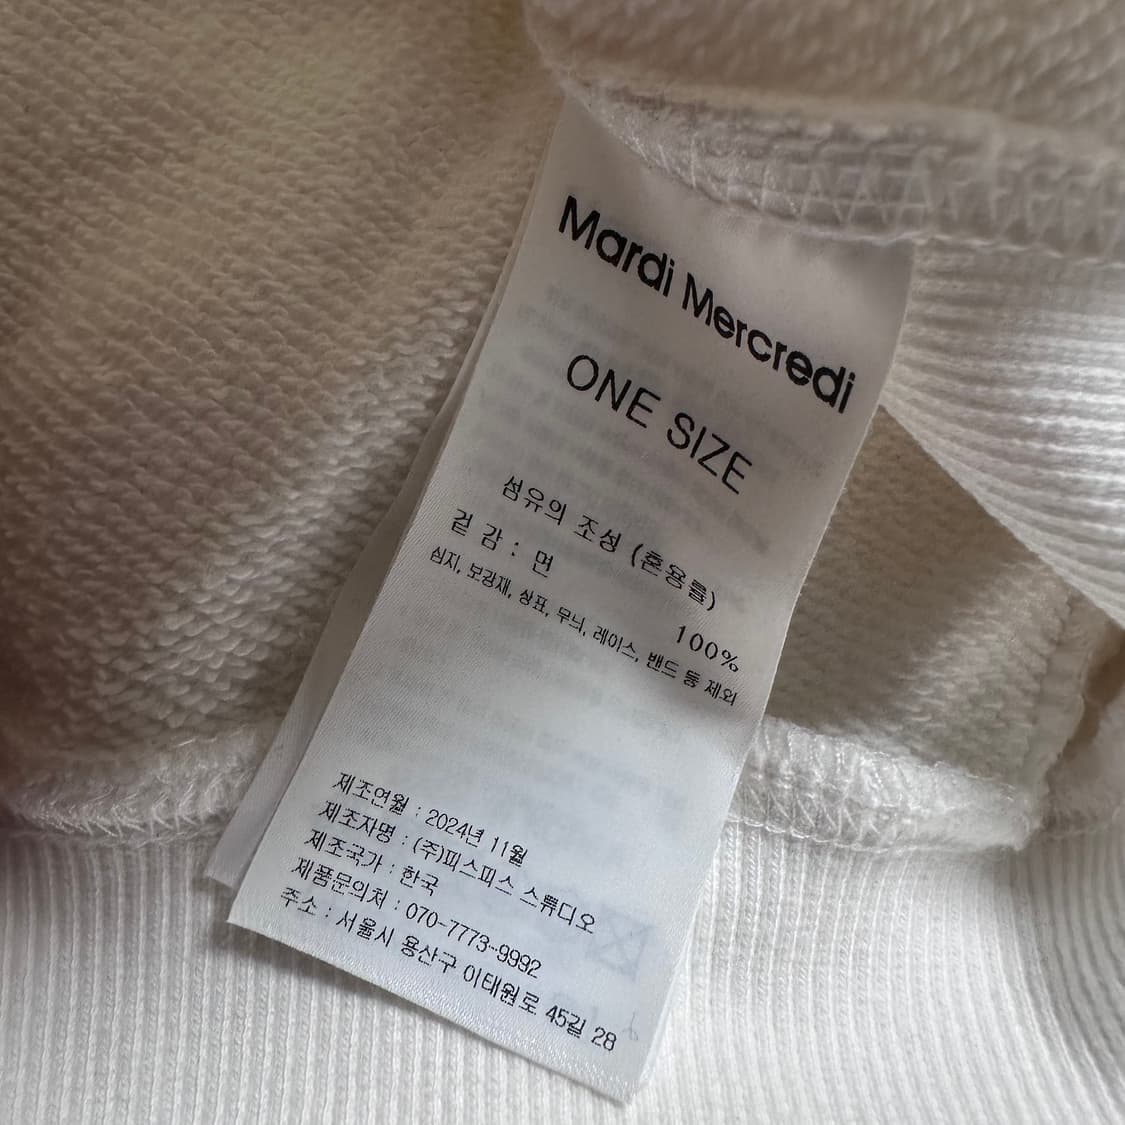 Mardi Mercredi
ONE SIZE
섬유의 조성 (혼용률)
겉 감 : 면 100%
심지, 보강재, 상표, 무늬, 레이스, 밴드 등 제외
제조연월 : 2024년 11월
제조자명 : (주)피스피스 스튜디오
제조국가 : 한국
제품문의처 : 070-7773-9992
주소 : 서울시 용산구 이태원로 45길 28